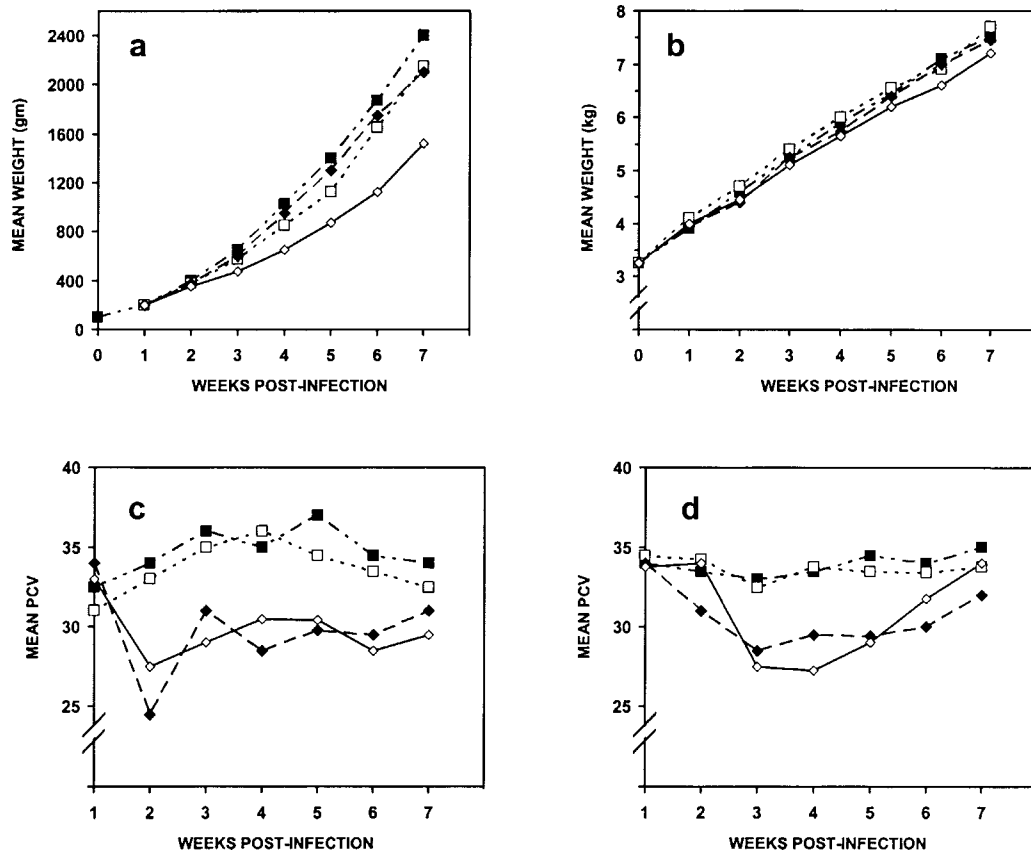 a
MEAN WEIGHT (gm)
2400
2000
1600
1200
800
400
0
0 1 2 3 4 5 6 7
WEEKS POST-INFECTION
b
MEAN WEIGHT (kg)
8
7
6
5
4
3
0 1 2 3 4 5 6 7
WEEKS POST-INFECTION
c
MEAN PCV
40
35
30
25
1 2 3 4 5 6 7
WEEKS POST-INFECTION
d
MEAN PCV
40
35
30
25
1 2 3 4 5 6 7
WEEKS POST-INFECTION